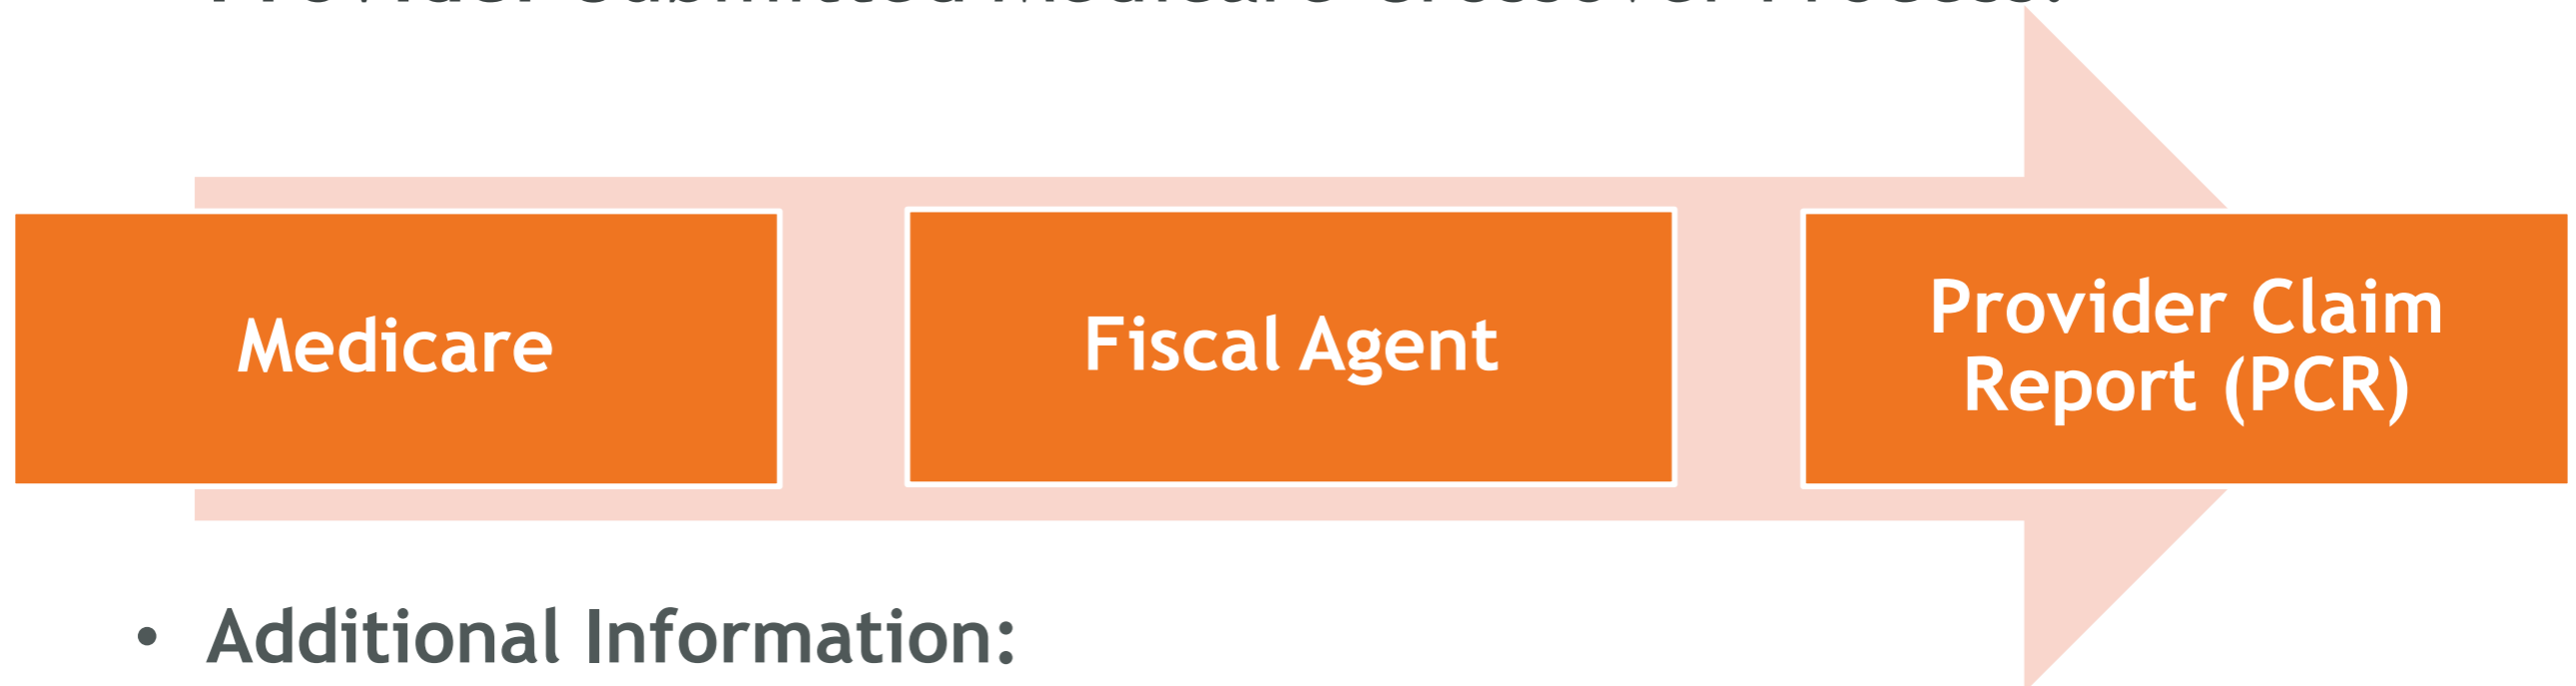 Medicare
Fiscal Agent
Provider Claim
Report (PCR)
• Additional Information: